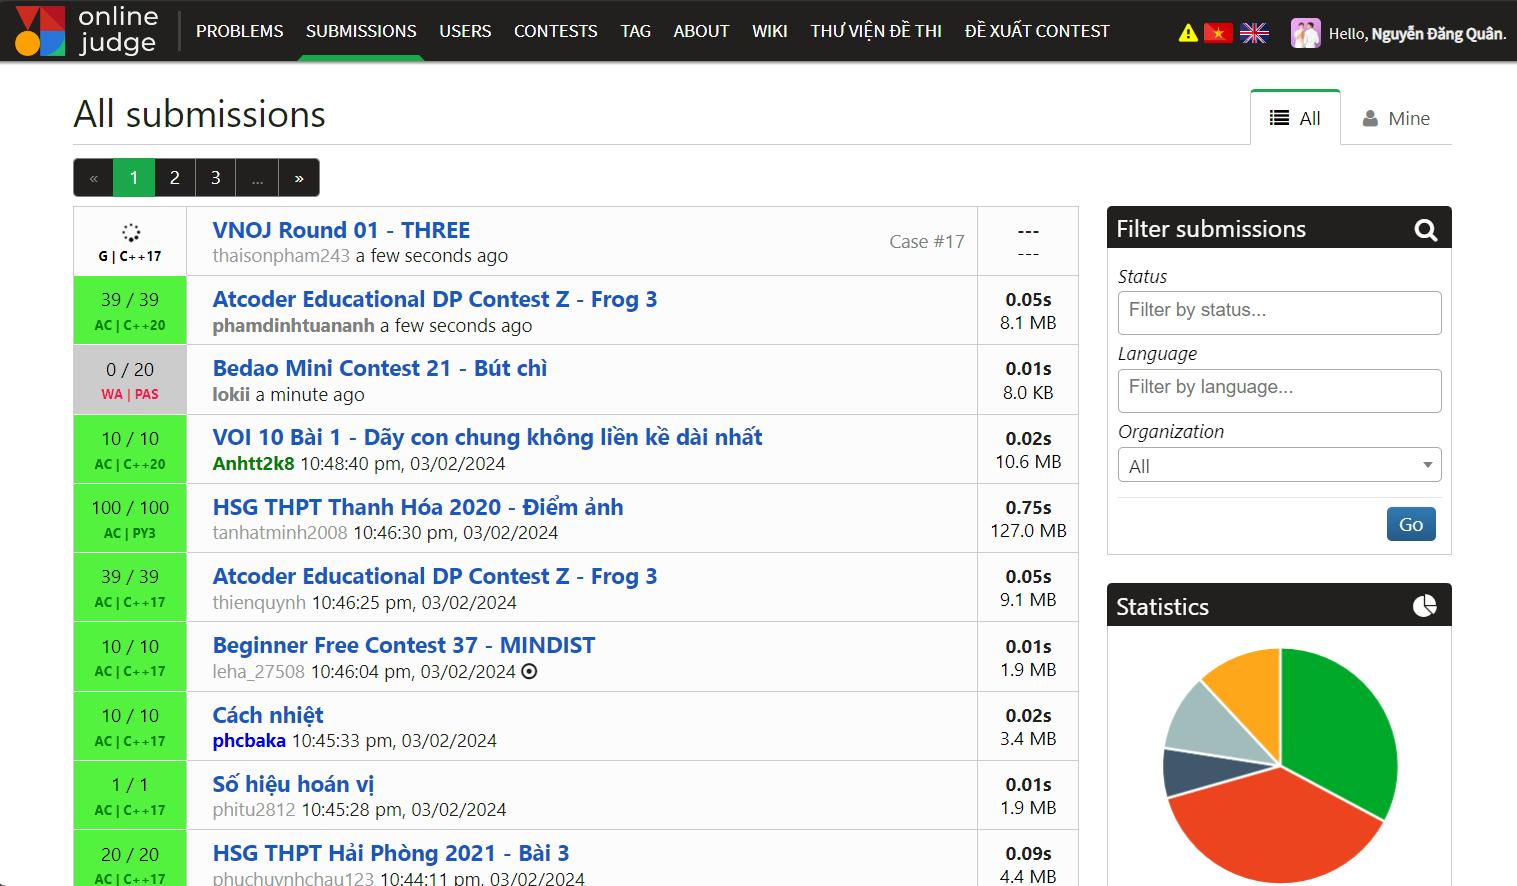 online
judge
PROBLEMS SUBMISSIONS USERS CONTESTS TAG ABOUT WIKI THƯ VIỆN ĐỀ THI ĐỀ XUẤT CONTEST
Hello, Nguyễn Đăng Quân.
All submissions
All Mine
« 1 2 3 ... »
G | C++17
VNOJ Round 01 - THREE
thaisonpham243 a few seconds ago
Case #17
---
---
39 / 39
AC | C++20
Atcoder Educational DP Contest Z - Frog 3
phamdinhtuananh a few seconds ago
0.05s
8.1 MB
0 / 20
WA | PAS
Bedao Mini Contest 21 - Bút chì
lokii a minute ago
0.01s
8.0 KB
10 / 10
AC | C++20
VOI 10 Bài 1 - Dãy con chung không liền kề dài nhất
Anhtt2k8 10:48:40 pm, 03/02/2024
0.02s
10.6 MB
100 / 100
AC | PY3
HSG THPT Thanh Hóa 2020 - Điểm ảnh
tanhatminh2008 10:46:30 pm, 03/02/2024
0.75s
127.0 MB
39 / 39
AC | C++17
Atcoder Educational DP Contest Z - Frog 3
thienquynh 10:46:25 pm, 03/02/2024
0.05s
9.1 MB
10 / 10
AC | C++17
Beginner Free Contest 37 - MINDIST
leha_27508 10:46:04 pm, 03/02/2024
0.01s
1.9 MB
10 / 10
AC | C++17
Cách nhiệt
phcbaka 10:45:33 pm, 03/02/2024
0.02s
3.4 MB
1 / 1
AC | C++17
Số hiệu hoán vị
phitu2812 10:45:28 pm, 03/02/2024
0.01s
1.9 MB
20 / 20
AC | C++17
HSG THPT Hải Phòng 2021 - Bài 3
phuchuynhchau123 10:44:11 pm, 03/02/2024
0.09s
4.4 MB
Filter submissions
Status
Filter by status...
Language
Filter by language...
Organization
All
Go
Statistics